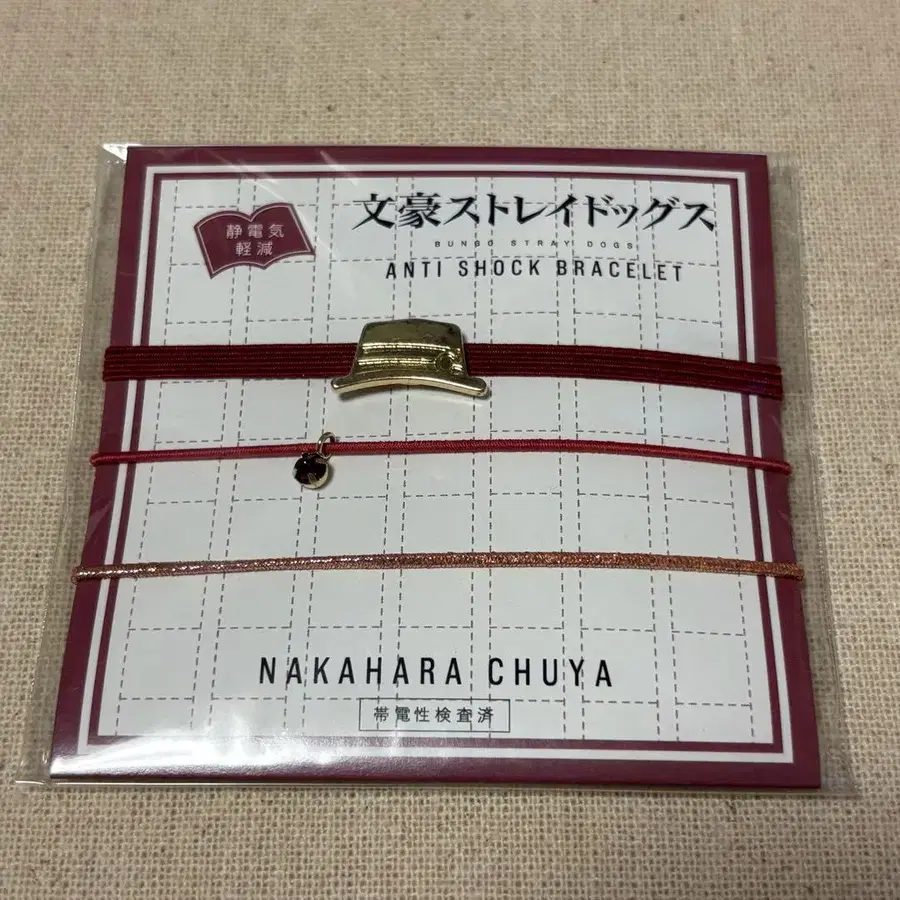 静電気
軽減
文豪ストレイドッグス
BUNGO STRAY DOGS
ANTI SHOCK BRACELET
NAKAHARA CHUYA
帯電性検査済